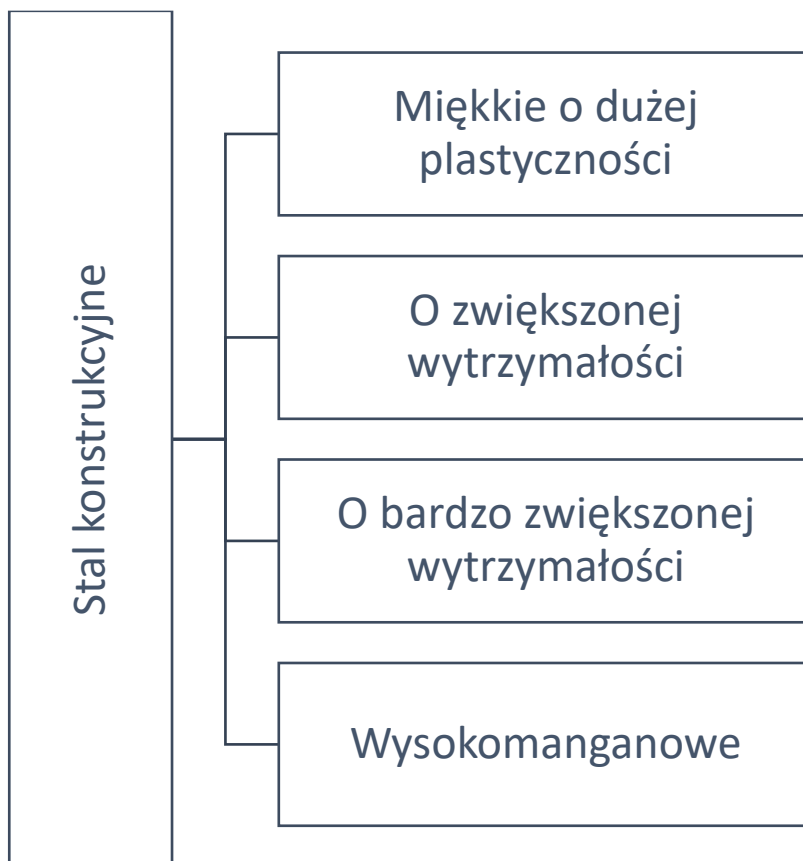 Stal konstrukcyjne
Miękkie o dużej
plastyczności
O zwiększonej
wytrzymałości
O bardzo zwiększonej
wytrzymałości
Wysokomanganowe